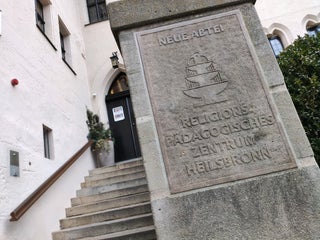 NEUE ABTEI
RELIGIONS
PÄDAGOGISCHES
ZENTRUM
HEILSBRONN